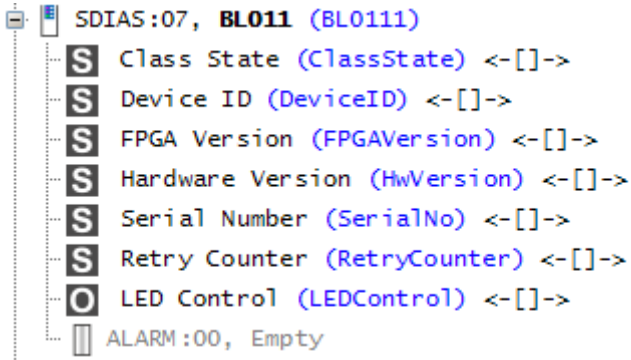 SDIAS:07, BL011 (BL0111)
S Class State (ClassState) <-[]->
S Device ID (DeviceID) <-[]->
S FPGA Version (FPGAVersion) <-[]->
S Hardware Version (HwVersion) <-[]->
S Serial Number (SerialNo) <-[]->
S Retry Counter (RetryCounter) <-[]->
O LED Control (LEDControl) <-[]->
ALARM:00, Empty